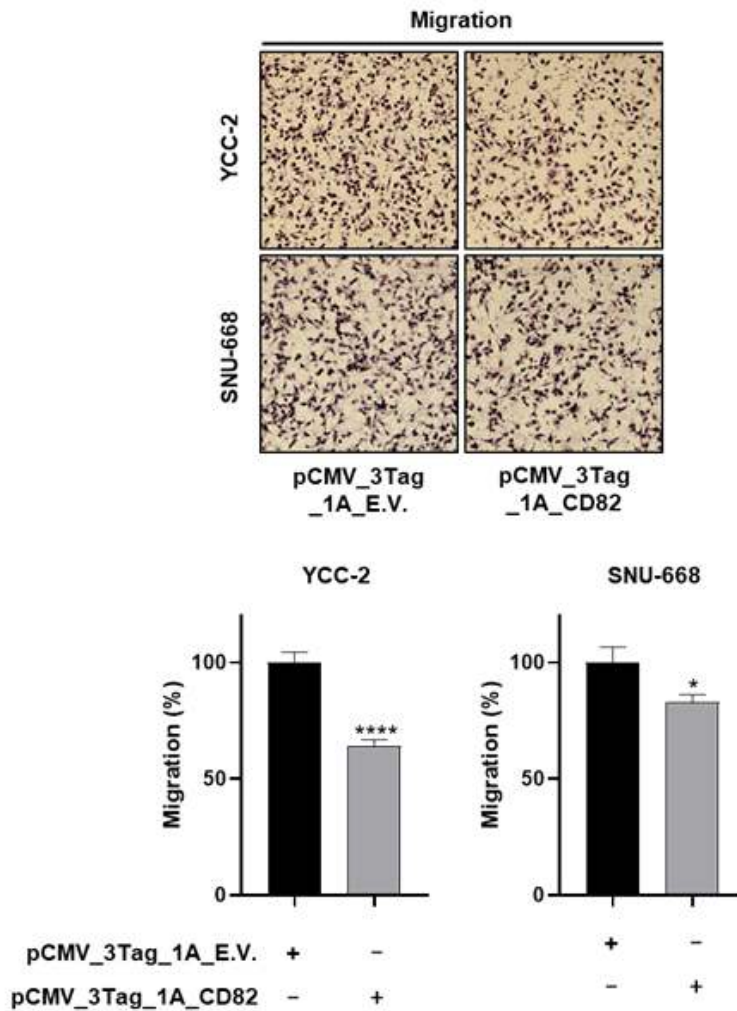 Migration
YCC-2
SNU-668
pCMV_3Tag
_1A_E.V.
pCMV_3Tag
_1A_CD82
YCC-2
Migration (%)
100
50
0
****
SNU-668
Migration (%)
100
50
0
*
pCMV_3Tag_1A_E.V. + − + −
pCMV_3Tag_1A_CD82 − + − +